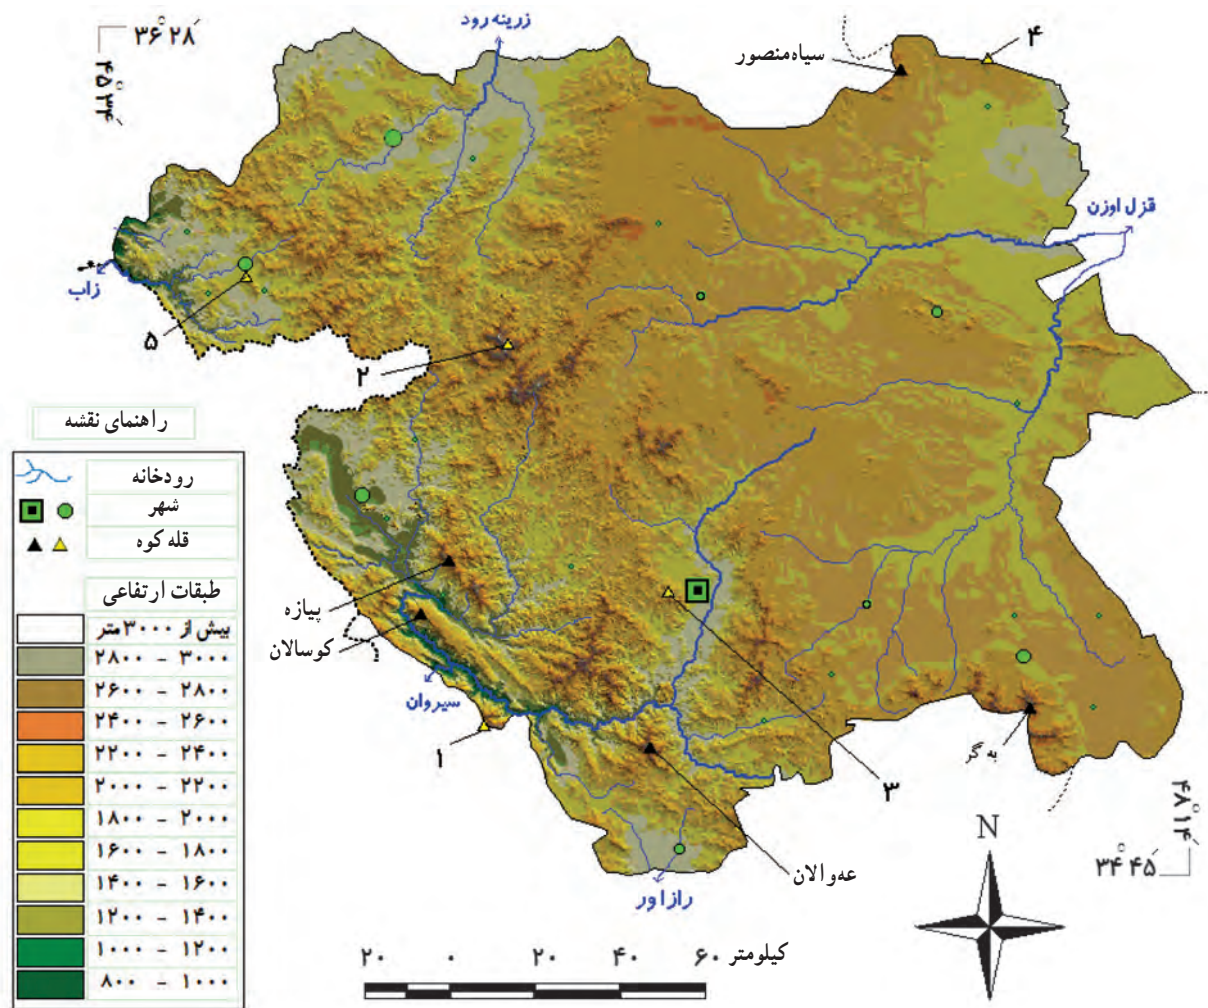 زرینه رود
۳۶° ۲۸′
۴۵° ۳۴′
سیاه‌منصور
۴
قزل اوزن
زاب
۵
۲
راهنمای نقشه
رودخانه
شهر
قله کوه
طبقات ارتفاعی
بیش از ۳۰۰۰ متر
۲۸۰۰ - ۳۰۰۰
۲۶۰۰ - ۲۸۰۰
۲۴۰۰ - ۲۶۰۰
۲۲۰۰ - ۲۴۰۰
۲۰۰۰ - ۲۲۰۰
۱۸۰۰ - ۲۰۰۰
۱۶۰۰ - ۱۸۰۰
۱۴۰۰ - ۱۶۰۰
۱۲۰۰ - ۱۴۰۰
۱۰۰۰ - ۱۲۰۰
۸۰۰ - ۱۰۰۰
پیازه
کوسالان
سیروان
۱
به گر
۳
عه‌والان
رازاور
۴۸° ۱۴′
۳۴° ۴۵′
N
۲۰ ۰ ۲۰ ۴۰ ۶۰ کیلومتر